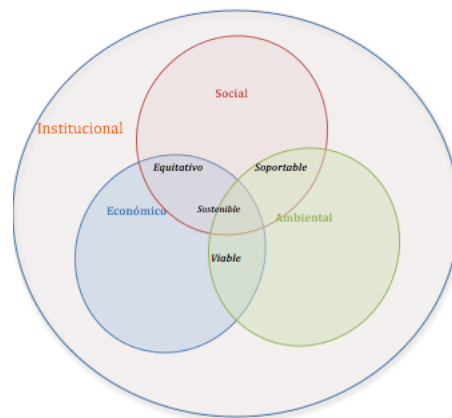 Social
Institucional
Equitativo
Soportable
Económico
Sostenible
Ambiental
Viable